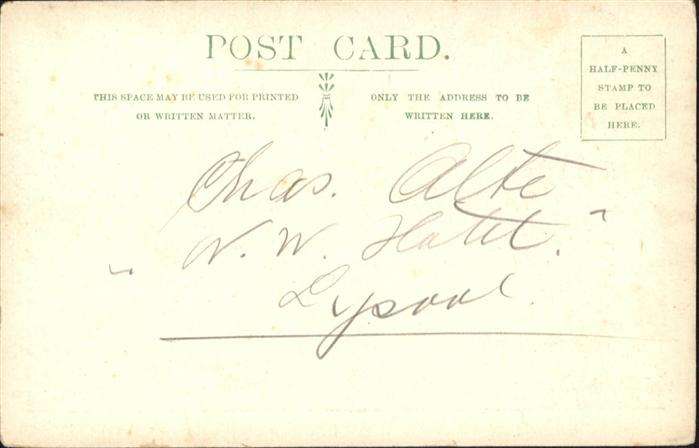 POST CARD.
THIS SPACE MAY BE USED FOR PRINTED
OR WRITTEN MATTER.
ONLY THE ADDRESS TO BE
WRITTEN HERE.
A
HALF-PENNY
STAMP TO
BE PLACED
HERE.
Chas. Alte
"N. W. Hotel."
L'pool.